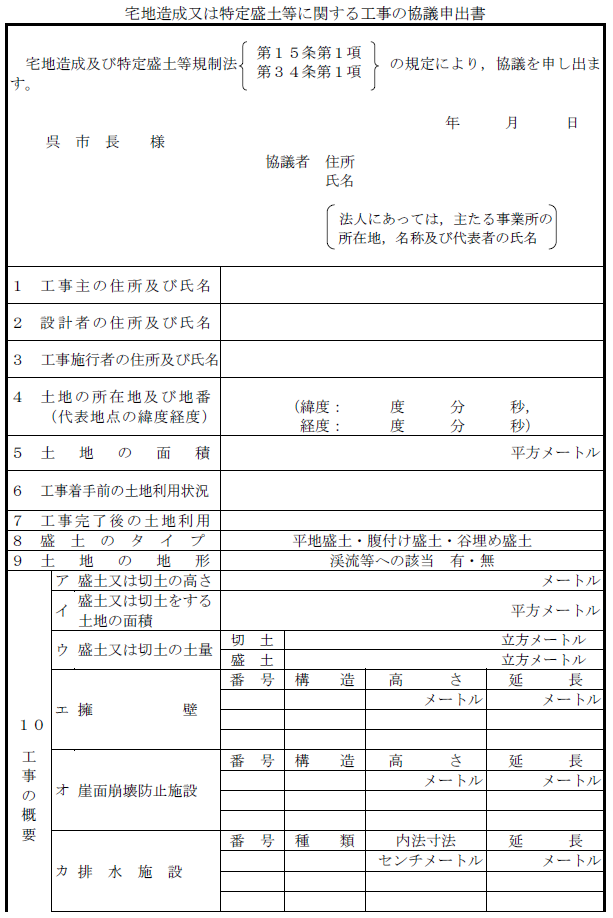 宅地造成又は特定盛土等に関する工事の協議申出書
宅地造成及び特定盛土等規制法 第１５条第１項 第３４条第１項 の規定により，協議を申し出ま
す。
年　　　月　　　日
呉　市　長　　様
協議者　住所
氏名
法人にあっては，主たる事業所の
所在地，名称及び代表者の氏名
１　工事主の住所及び氏名
２　設計者の住所及び氏名
３　工事施行者の住所及び氏名
４　土地の所在地及び地番
（代表地点の緯度経度）
（緯度：　　　度　　　分　　　秒，
経度：　　　度　　　分　　　秒）
５　土　地　の　面　積　　平方メートル
６　工事着手前の土地利用状況
７　工事完了後の土地利用
８　盛　土　の　タ　イ　プ　　平地盛土・腹付け盛土・谷埋め盛土
９　土　地　の　地　形　　渓流等への該当　有・無
１０　工事の概要
ア　盛土又は切土の高さ　　メートル
イ　盛土又は切土をする
土地の面積　　平方メートル
ウ　盛土又は切土の土量
切　土　　立方メートル
盛　土　　立方メートル
エ　擁　　　壁
番　号　構　造　高　さ　延　長
メートル　メートル
オ　崖面崩壊防止施設
番　号　構　造　高　さ　延　長
メートル　メートル
カ　排　水　施　設
番　号　種　類　内法寸法　延　長
センチメートル　メートル